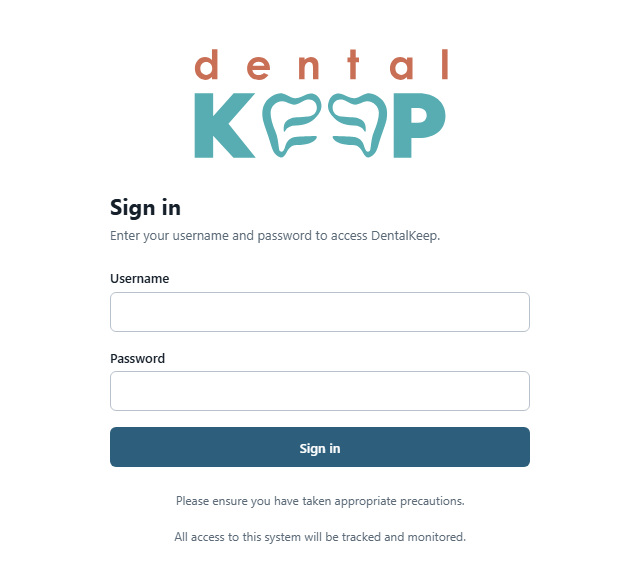 dental
KEEP
Sign in
Enter your username and password to access DentalKeep.
Username
Password
Sign in
Please ensure you have taken appropriate precautions.
All access to this system will be tracked and monitored.